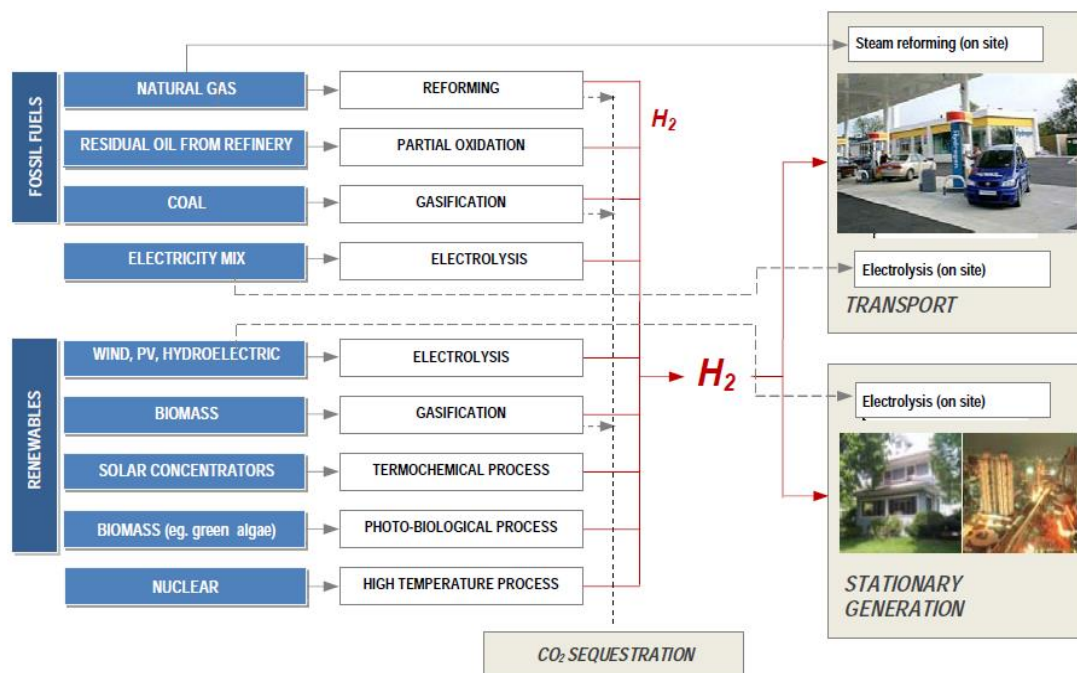 FOSSIL FUELS
NATURAL GAS
REFORMING
RESIDUAL OIL FROM REFINERY
PARTIAL OXIDATION
COAL
GASIFICATION
ELECTRICITY MIX
ELECTROLYSIS
RENEWABLES
WIND, PV, HYDROELECTRIC
ELECTROLYSIS
BIOMASS
GASIFICATION
SOLAR CONCENTRATORS
TERMOCHEMICAL PROCESS
BIOMASS (eg. green algae)
PHOTO-BIOLOGICAL PROCESS
NUCLEAR
HIGH TEMPERATURE PROCESS
H₂
H₂
CO₂ SEQUESTRATION
Steam reforming (on site)
Hydrogen
Electrolysis (on site)
TRANSPORT
Electrolysis (on site)
STATIONARY
GENERATION